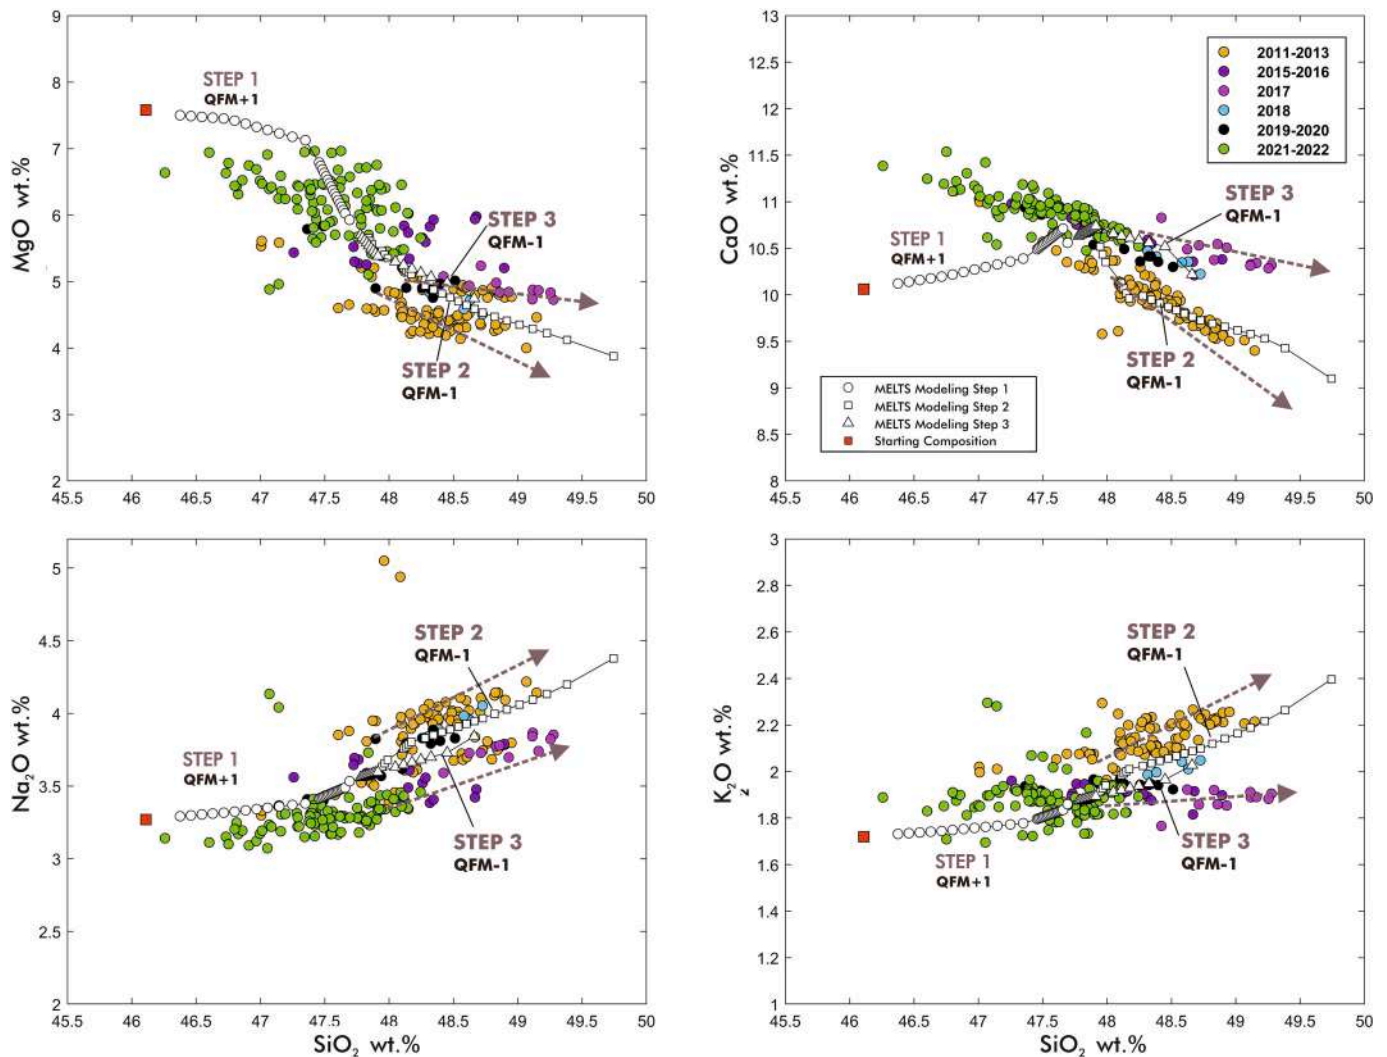 9
8
7
6
5
4
3
2
MgO wt.%
STEP 1
QFM+1
STEP 3
QFM-1
STEP 2
QFM-1
45.5 46 46.5 47 47.5 48 48.5 49 49.5 50
13
12.5
12
11.5
11
10.5
10
9.5
9
8.5
8
CaO wt.%
2011-2013
2015-2016
2017
2018
2019-2020
2021-2022
STEP 3
QFM-1
STEP 1
QFM+1
STEP 2
QFM-1
MELTS Modeling Step 1
MELTS Modeling Step 2
MELTS Modeling Step 3
Starting Composition
45.5 46 46.5 47 47.5 48 48.5 49 49.5 50
5
4.5
4
3.5
3
2.5
2
Na2O wt.%
STEP 2
QFM-1
STEP 1
QFM+1
STEP 3
QFM-1
45.5 46 46.5 47 47.5 48 48.5 49 49.5 50
SiO2 wt.%
3
2.8
2.6
2.4
2.2
2
1.8
1.6
1.4
1.2
1
K2O wt.%
STEP 2
QFM-1
STEP 1
QFM+1
STEP 3
QFM-1
45.5 46 46.5 47 47.5 48 48.5 49 49.5 50
SiO2 wt.%